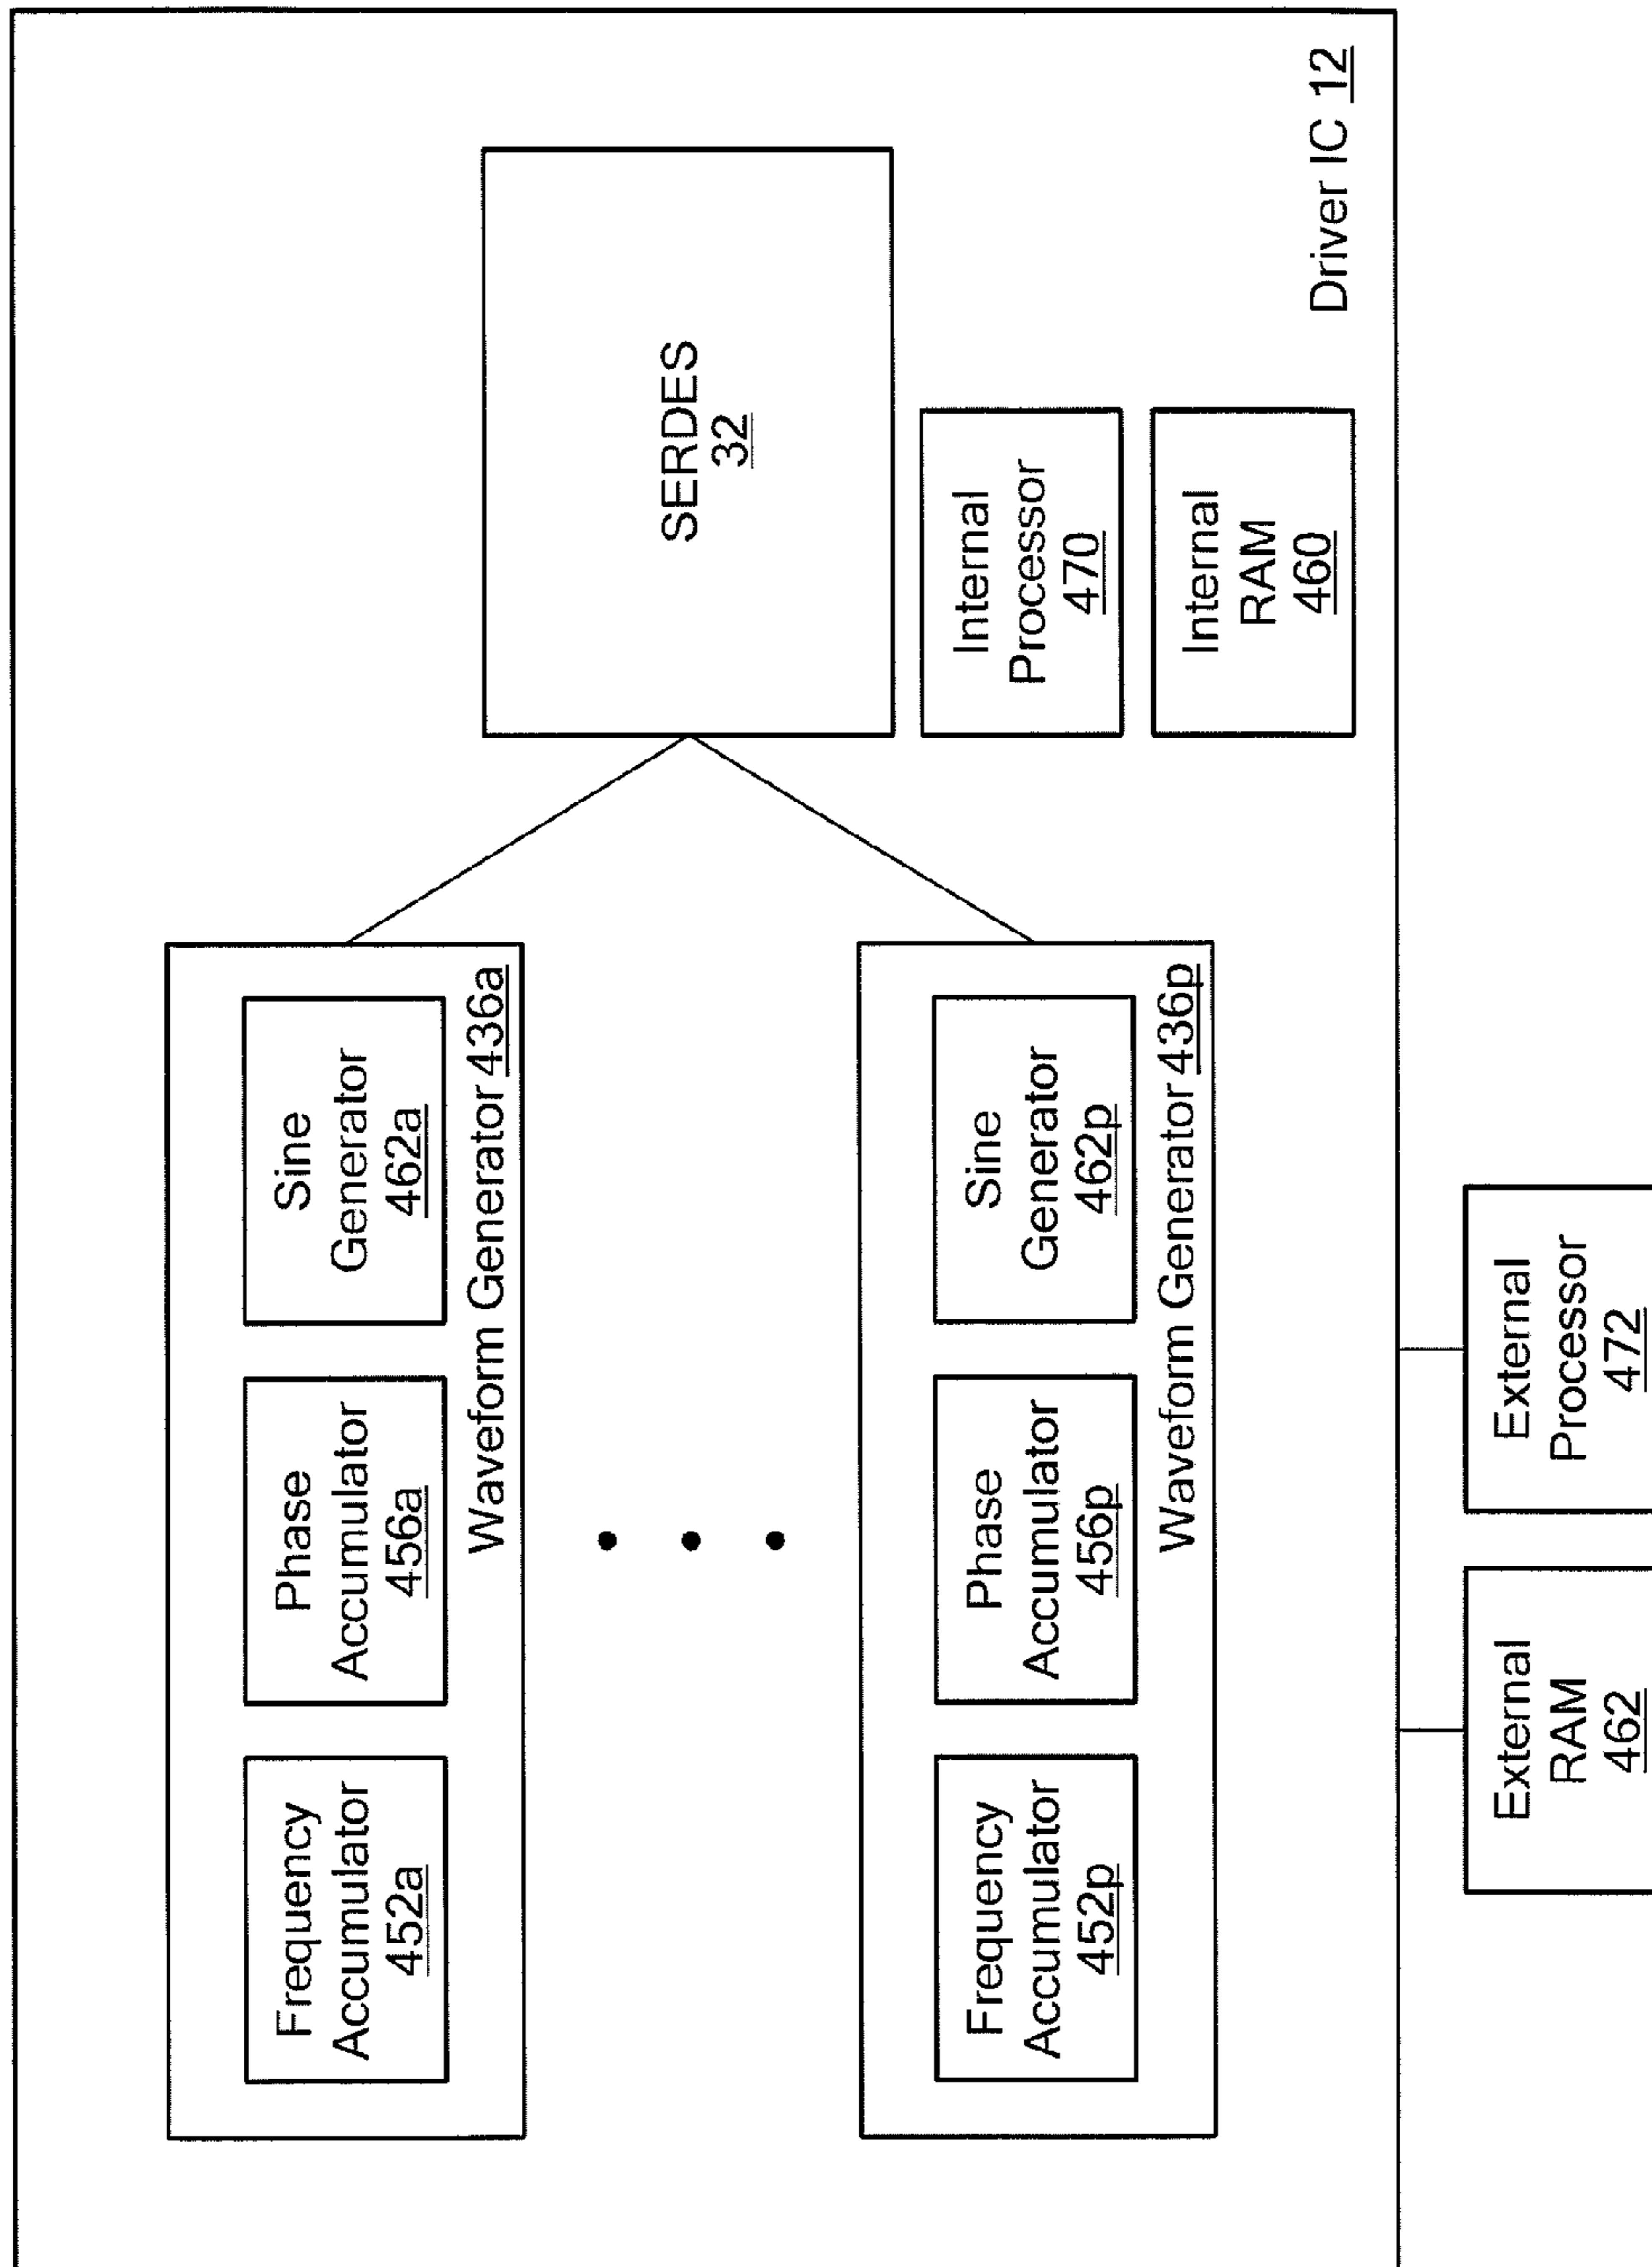 Frequency
Accumulator
452a
Phase
Accumulator
456a
Sine
Generator
462a
Waveform Generator 436a
Frequency
Accumulator
452p
Phase
Accumulator
456p
Sine
Generator
462p
Waveform Generator 436p
SERDES
32
Internal
Processor
470
Internal
RAM
460
Driver IC 12
External
RAM
462
External
Processor
472